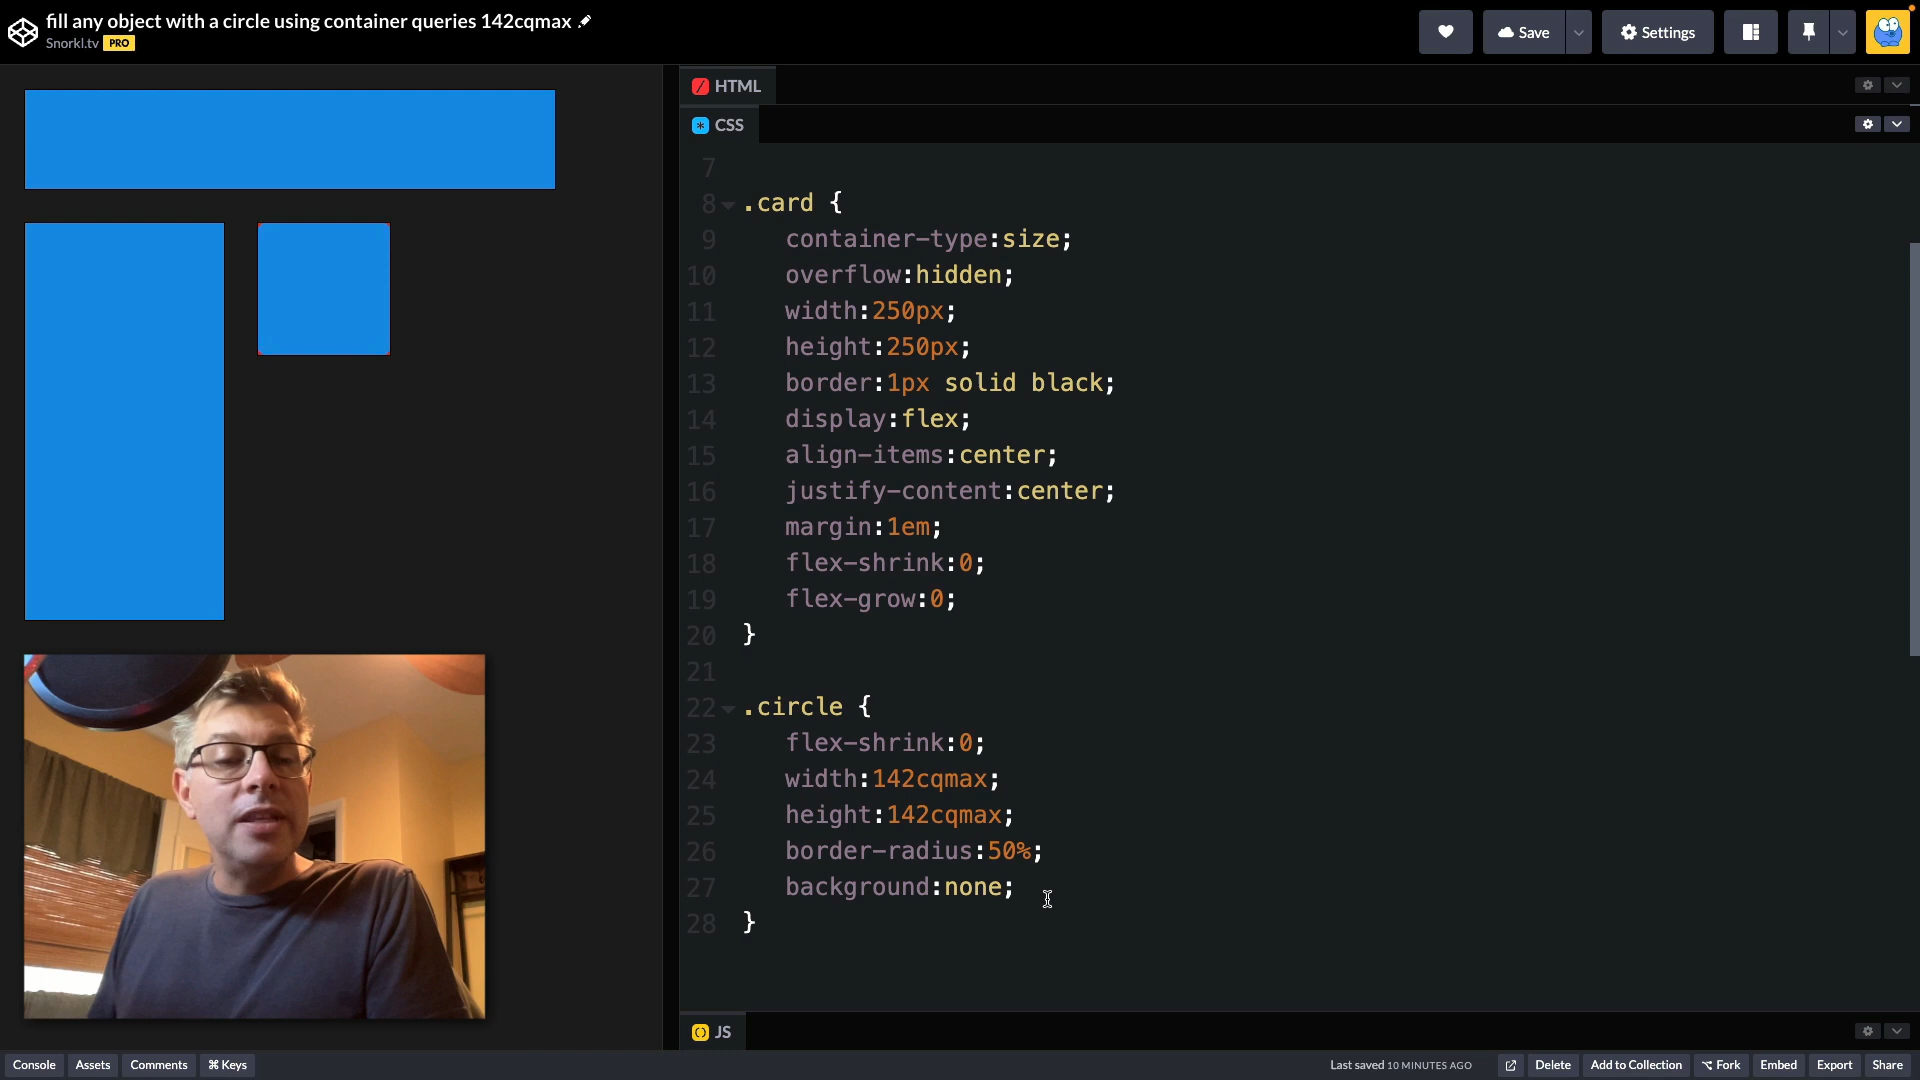 fill any object with a circle using container queries 142cqmax
Snorkl.tv PRO
Save
Settings
HTML
CSS
7
8 .card {
9 container-type:size;
10 overflow:hidden;
11 width:250px;
12 height:250px;
13 border:1px solid black;
14 display:flex;
15 align-items:center;
16 justify-content:center;
17 margin:1em;
18 flex-shrink:0;
19 flex-grow:0;
20 }
21
22 .circle {
23 flex-shrink:0;
24 width:142cqmax;
25 height:142cqmax;
26 border-radius:50%;
27 background:none;
28 }
JS
Console Assets Comments ⌘ Keys Last saved 10 MINUTES AGO Delete Add to Collection Fork Embed Export Share